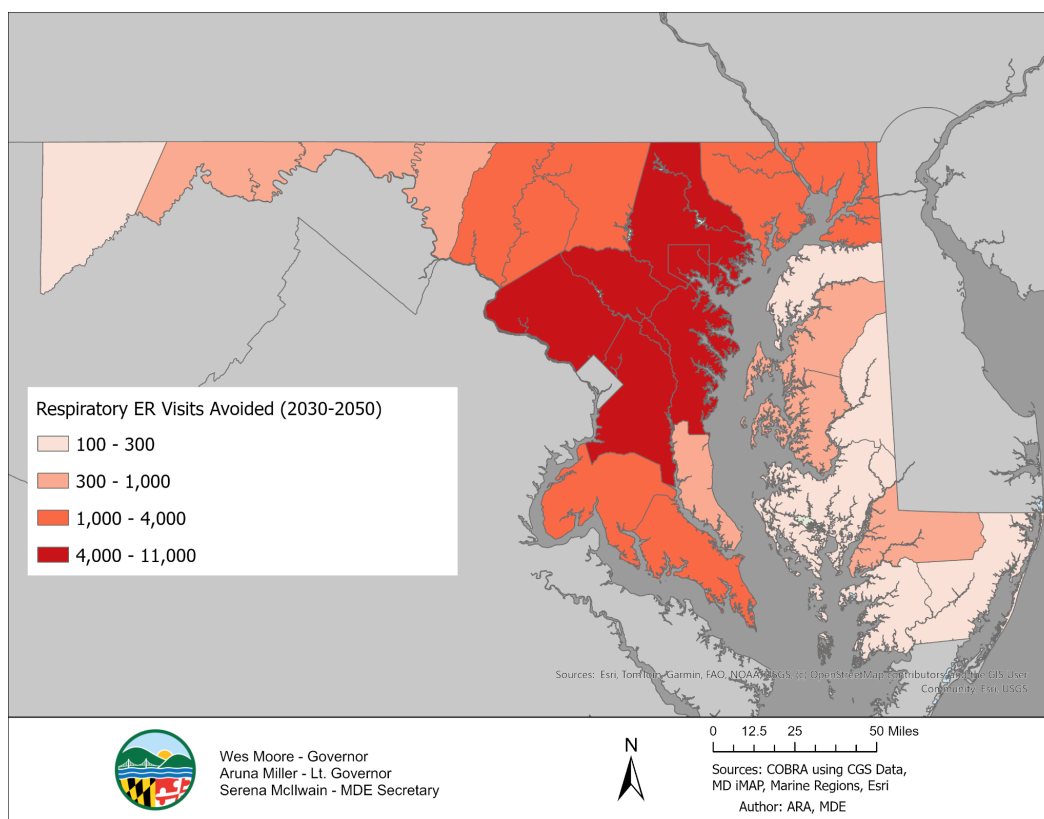 Respiratory ER Visits Avoided (2030-2050)
100 - 300
300 - 1,000
1,000 - 4,000
4,000 - 11,000
Sources: Esri, TomTom, Garmin, FAO, NOAA, USGS, (c) OpenStreetMap contributors, and the GIS User
Community, Esri, USGS
Wes Moore - Governor
Aruna Miller - Lt. Governor
Serena McIlwain - MDE Secretary
N
0 12.5 25 50 Miles
Sources: COBRA using CGS Data,
MD iMAP, Marine Regions, Esri
Author: ARA, MDE